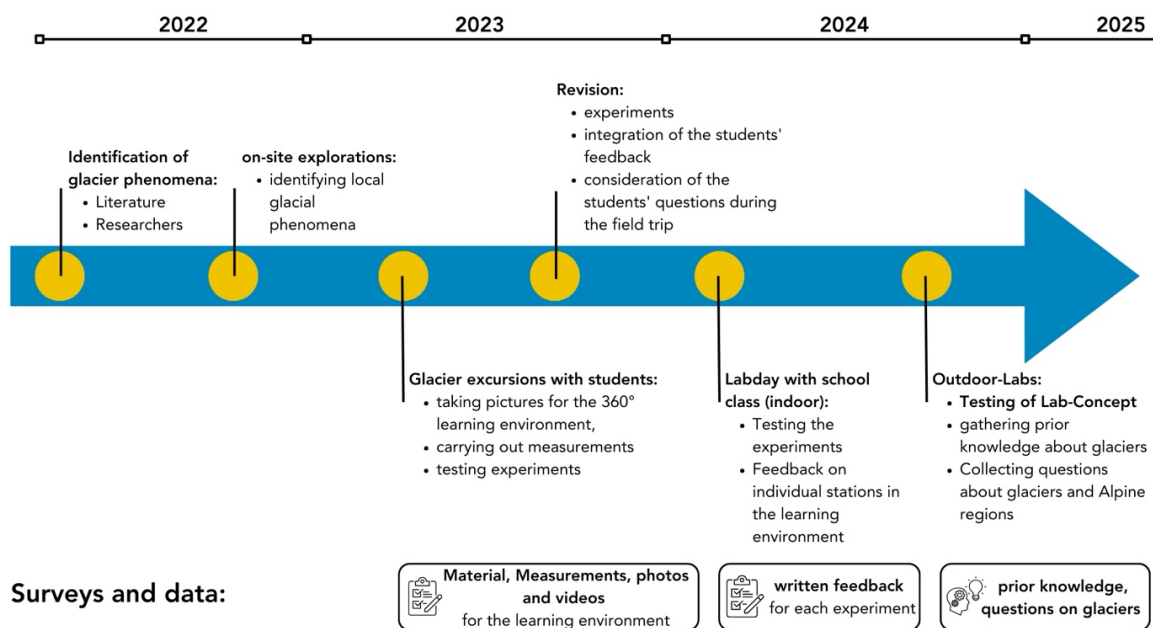 2022
2023
2024
2025
Identification of
glacier phenomena:
• Literature
• Researchers
on-site explorations:
• identifying local
glacial
phenomena
Revision:
• experiments
• integration of the students'
feedback
• consideration of the
students' questions during
the field trip
Glacier excursions with students:
• taking pictures for the 360°
learning environment,
• carrying out measurements
• testing experiments
Labday with school
class (indoor):
• Testing the
experiments
• Feedback on
individual stations in
the learning
environment
Outdoor-Labs:
• Testing of Lab-Concept
• gathering prior
knowledge about glaciers
• Collecting questions
about glaciers and Alpine
regions
Surveys and data:
Material, Measurements, photos
and videos
for the learning environment
written feedback
for each experiment
prior knowledge,
questions on glaciers